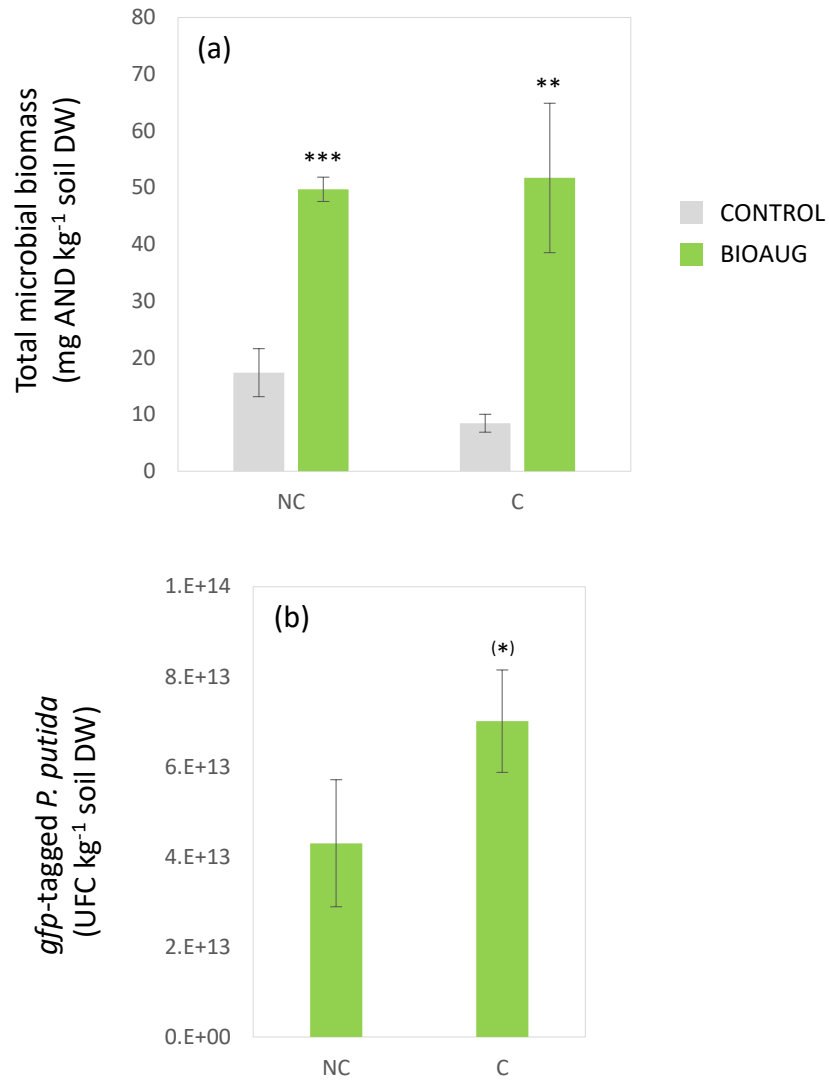 80
70
60
50
40
30
20
10
0
(a)
***
**
Total microbial biomass
(mg AND kg⁻¹ soil DW)
NC C
CONTROL
BIOAUG
1.E+14
8.E+13
6.E+13
4.E+13
2.E+13
0.E+00
(b)
(*)
gfp-tagged P. putida
(UFC kg⁻¹ soil DW)
NC C